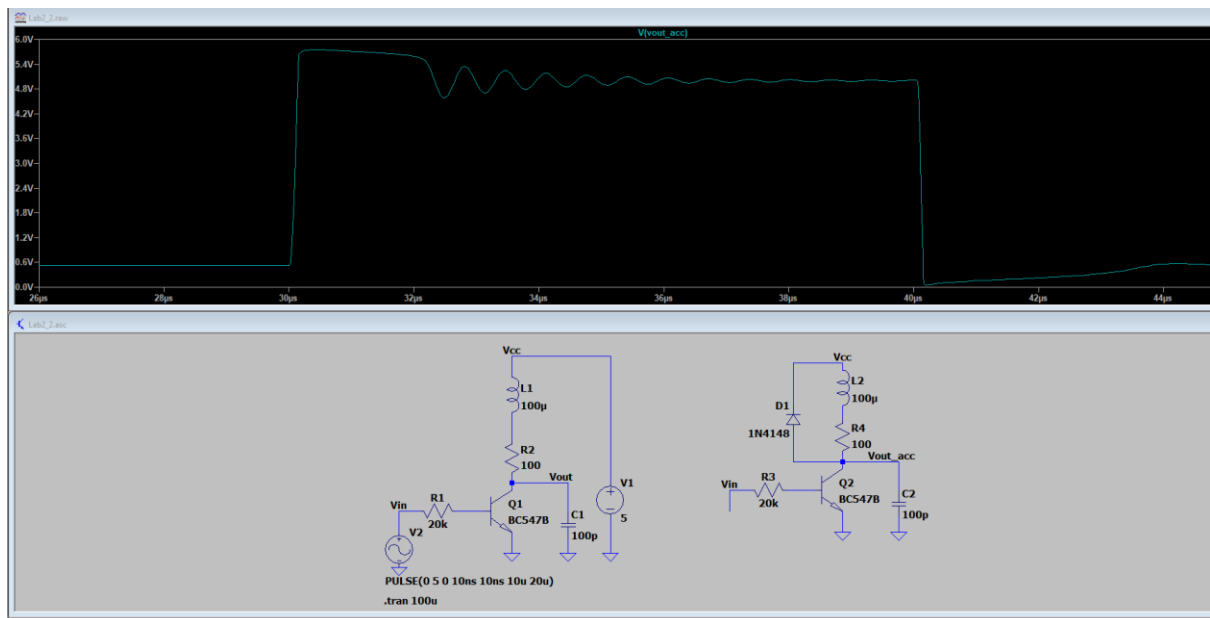 Lab2_2.raw
V(vout_acc)
6.0V
5.4V
4.8V
4.2V
3.6V
3.0V
2.4V
1.8V
1.2V
0.6V
0.0V
26µs 28µs 30µs 32µs 34µs 36µs 38µs 40µs 42µs 44µs
Lab2_2.asc
Vcc
L1
100µ
R2
100
Vout
Vin
R1
20k
Q1
BC547B
C1
100p
V1
5
V2
PULSE(0 5 0 10ns 10ns 10u 20u)
.tran 100u
Vcc
L2
100µ
D1
1N4148
R4
100
Vout_acc
Vin
R3
20k
Q2
BC547B
C2
100p